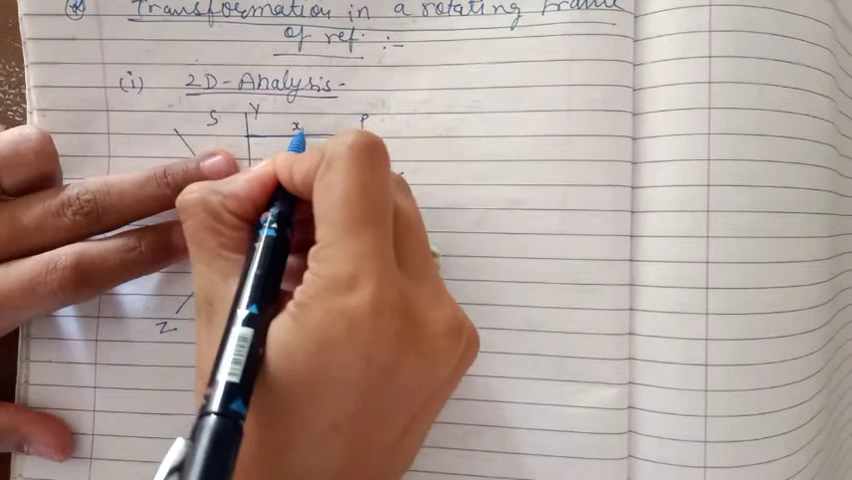 Transformation in a rotating Frame
of ref. :-
(i) 2D-Analysis-
S Y x P
Z